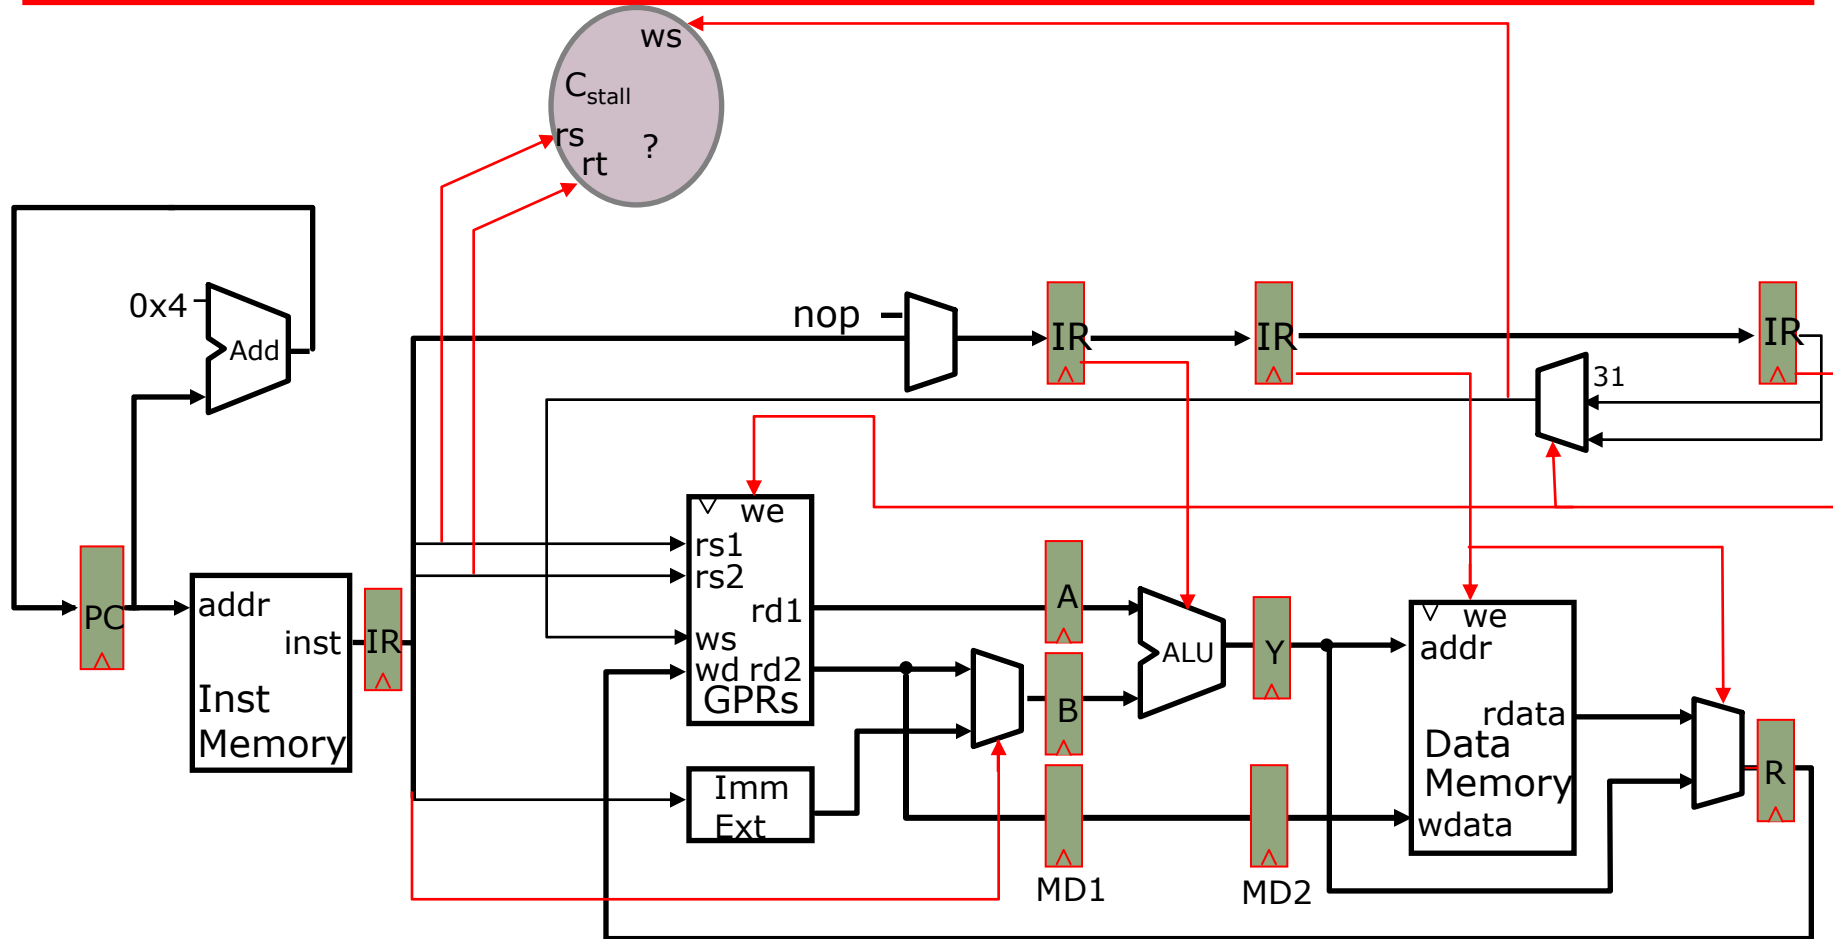 ws
C stall
rs
?
rt
0x4
Add
nop
IR
IR
IR
31
we
rs1
rs2
rd1
ws
wd rd2
GPRs
PC
addr
inst
Inst
Memory
IR
A
B
ALU
Y
we
addr
rdata
Data
Memory
wdata
R
Imm
Ext
MD1
MD2